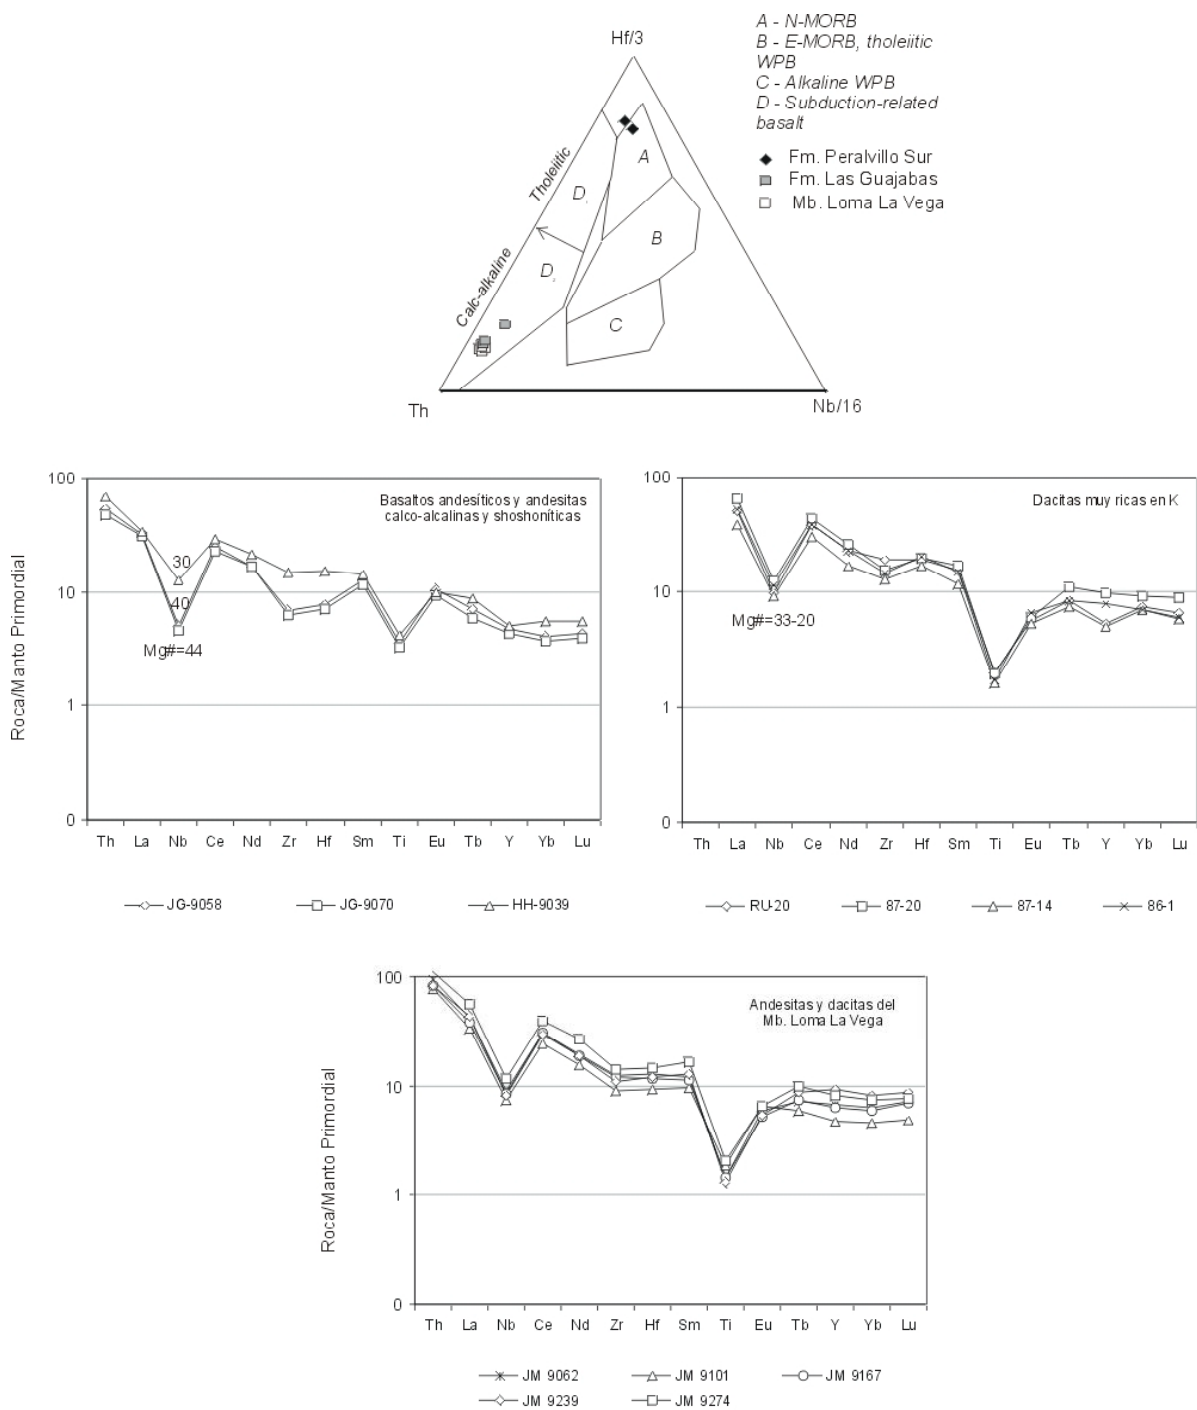 Hf/3
A - N-MORB
B - E-MORB, tholeiitic
WPB
C - Alkaline WPB
D - Subduction-related
basalt
Fm. Peralvillo Sur
Fm. Las Guajabas
Mb. Loma La Vega
Tholeiitic
Calc-alkaline
A
D
B
D
C
Th
Nb/16
Roca/Manto Primordial
100
10
1
0
Basaltos andesíticos y andesitas
calco-alcalinas y shoshoníticas
30
40
Mg#=44
Th La Nb Ce Nd Zr Hf Sm Ti Eu Tb Y Yb Lu
JG-9058 JG-9070 HH-9039
100
10
1
0
Dacitas muy ricas en K
Mg#=33-20
Th La Nb Ce Nd Zr Hf Sm Ti Eu Tb Y Yb Lu
RU-20 87-20 87-14 86-1
Roca/Manto Primordial
100
10
1
0
Andesitas y dacitas del
Mb. Loma La Vega
Th La Nb Ce Nd Zr Hf Sm Ti Eu Tb Y Yb Lu
JM 9062 JM 9101 JM 9167
JM 9239 JM 9274